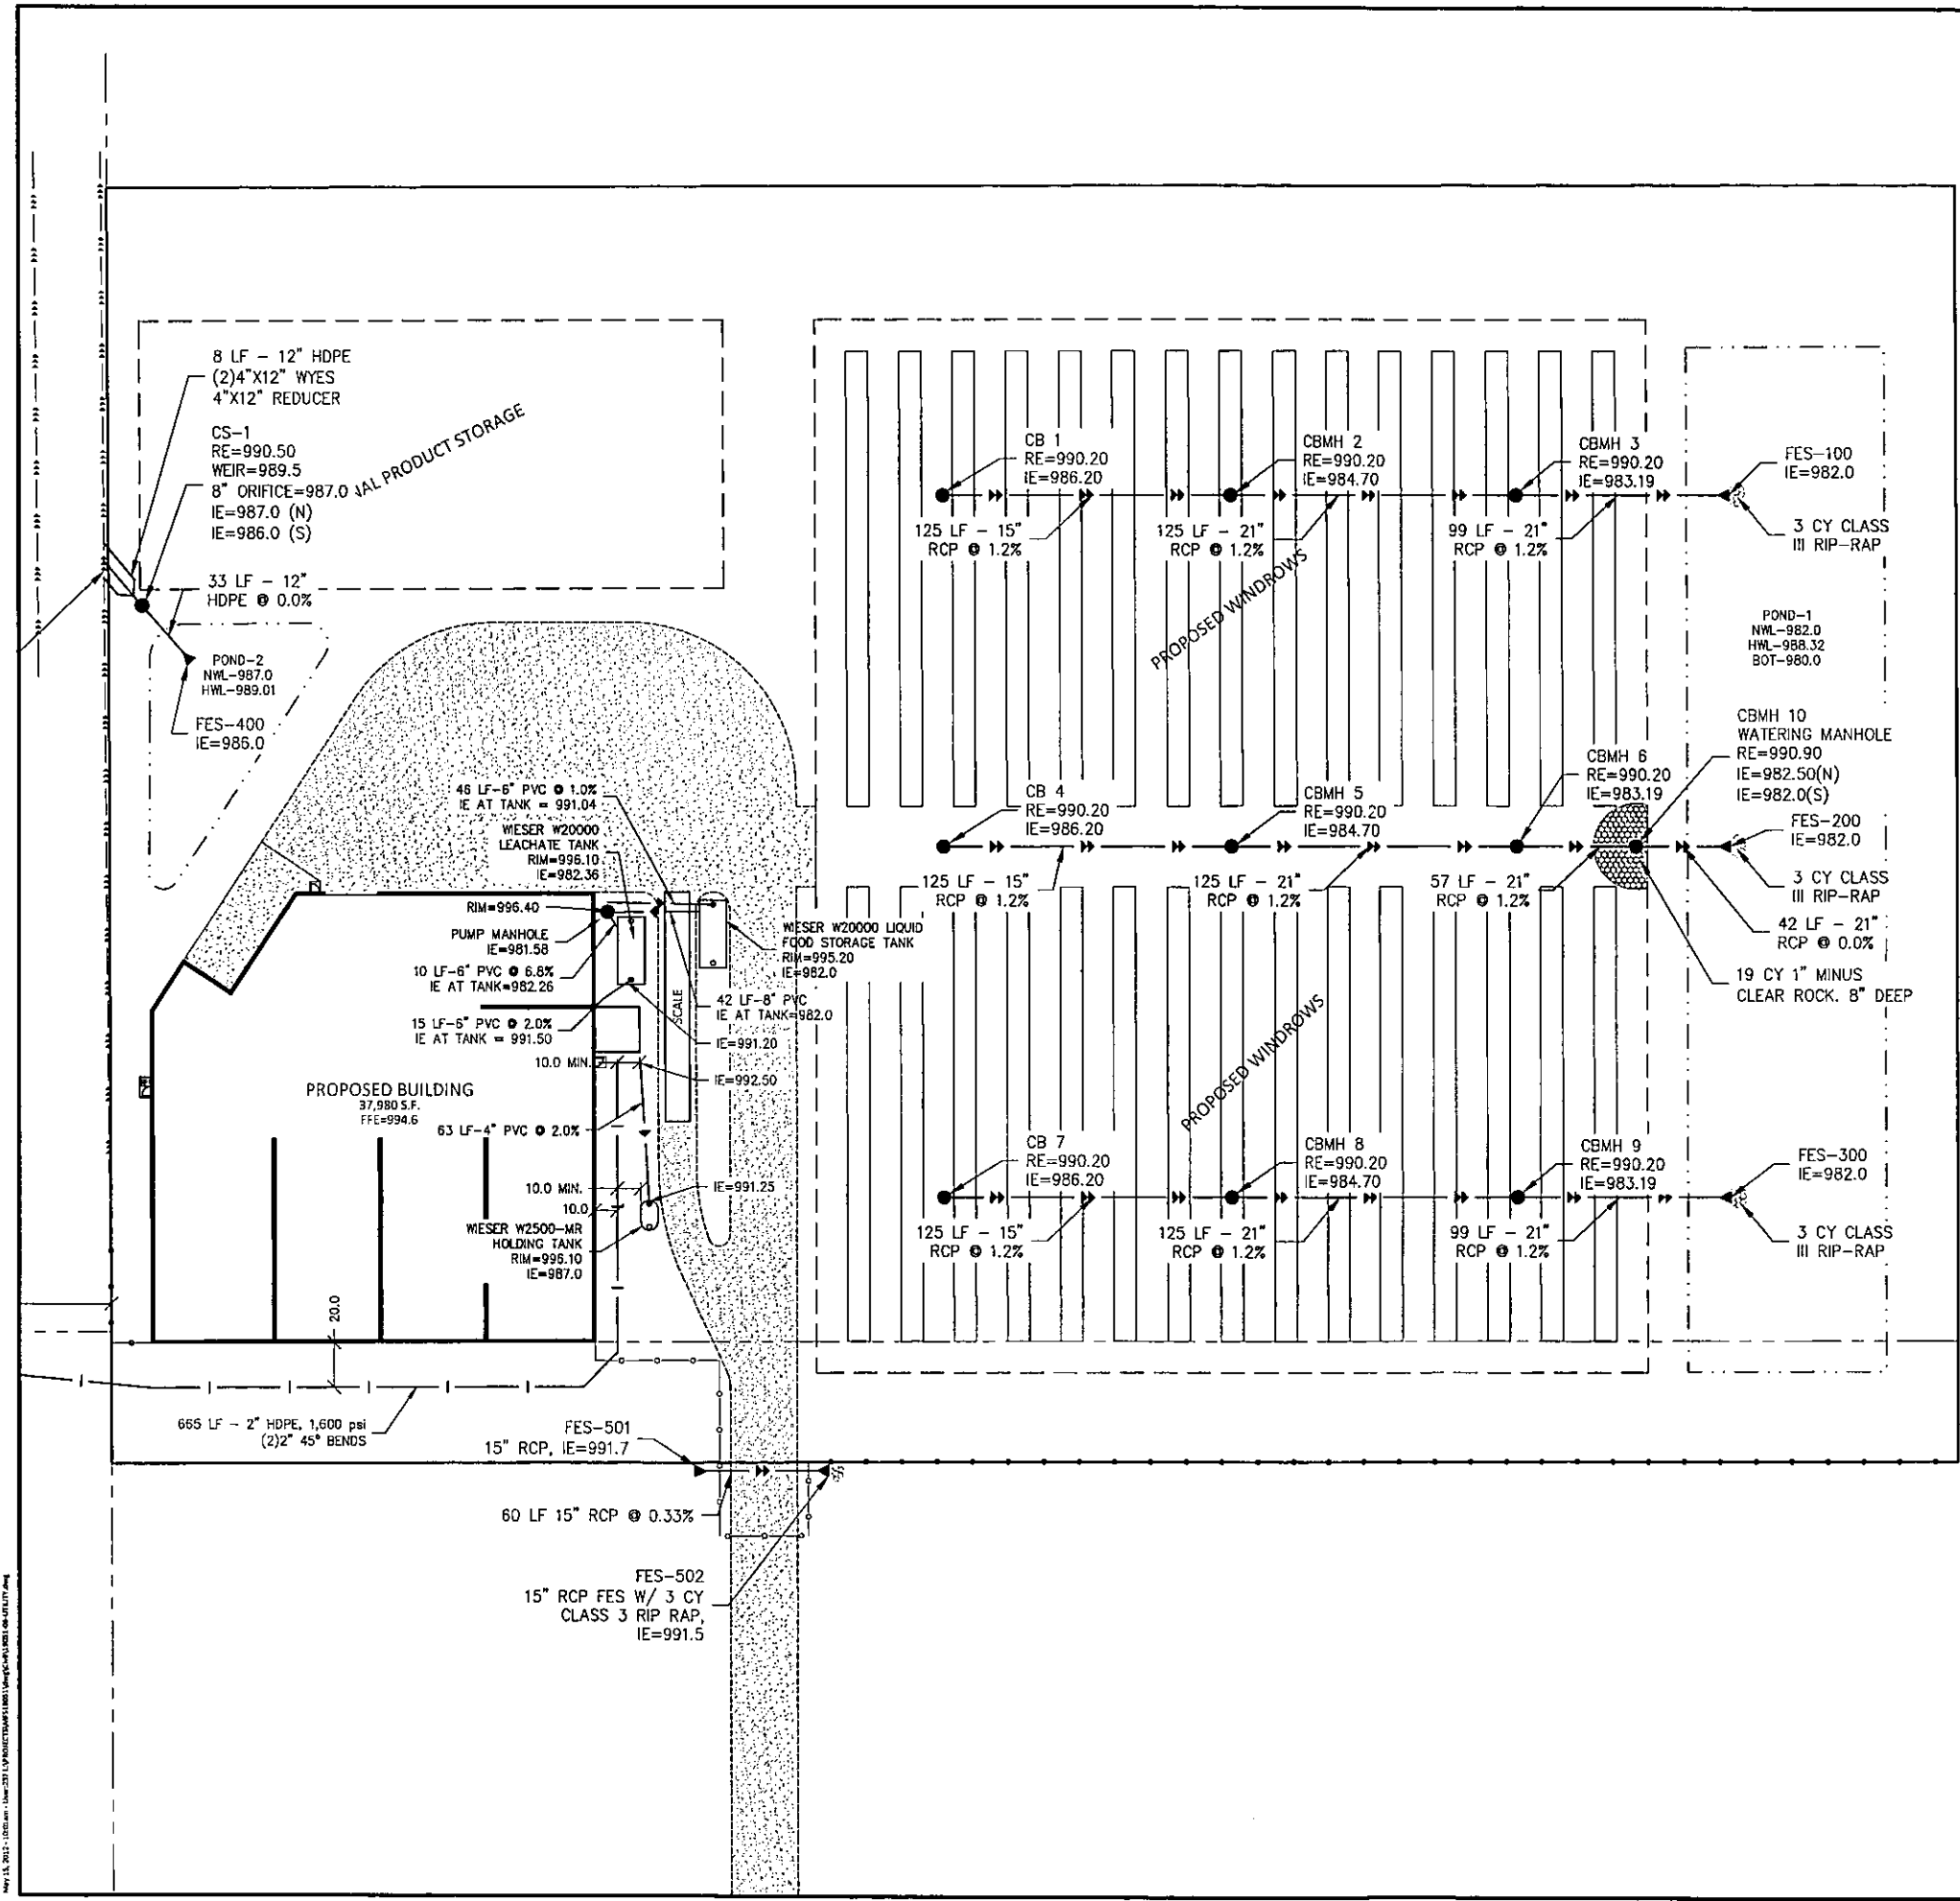 8 LF - 12" HDPE
(2)4"X12" WYES
4"X12" REDUCER
CS-1
RE=990.50
WEIR=989.5
8" ORIFICE=987.0
IE=987.0 (N)
IE=986.0 (S)
PRODUCT STORAGE
33 LF - 12"
HDPE @ 0.0%
POND-2
NWL-987.0
HWL-989.01
FES-400
IE=986.0
CB 1
RE=990.20
IE=986.20
125 LF - 15"
RCP @ 1.2%
CBMH 2
RE=990.20
IE=984.70
125 LF - 21"
RCP @ 1.2%
CBMH 3
RE=990.20
IE=983.19
99 LF - 21"
RCP @ 1.2%
FES-100
IE=982.0
3 CY CLASS
III RIP-RAP
PROPOSED WINDROWS
POND-1
NWL-982.0
HWL-988.32
BOT-980.0
CBMH 10
WATERING MANHOLE
RE=990.90
IE=982.50(N)
IE=982.0(S)
CB 4
RE=990.20
IE=986.20
125 LF - 15"
RCP @ 1.2%
CBMH 5
RE=990.20
IE=984.70
125 LF - 21"
RCP @ 1.2%
CBMH 6
RE=990.20
IE=983.19
57 LF - 21"
RCP @ 1.2%
FES-200
IE=982.0
3 CY CLASS
III RIP-RAP
42 LF - 21"
RCP @ 0.0%
19 CY 1" MINUS
CLEAR ROCK. 8" DEEP
46 LF-6" PVC @ 1.0%
IE AT TANK = 991.04
WIESER W20000
LEACHATE TANK
RIM=996.10
IE=982.36
RIM=996.40
PUMP MANHOLE
IE=981.58
10 LF-6" PVC @ 6.8%
IE AT TANK=982.26
15 LF-6" PVC @ 2.0%
IE AT TANK = 991.50
10.0 MIN.
WIESER W20000 LIQUID
FOOD STORAGE TANK
RIM=995.20
IE=982.0
42 LF-8" PVC
IE AT TANK=982.0
SCALE
IE=991.20
IE=992.50
PROPOSED BUILDING
37,980 S.F.
FFE=994.6
63 LF-4" PVC @ 2.0%
10.0 MIN.
10.0
IE=991.25
WIESER W2500-MR
HOLDING TANK
RIM=996.10
IE=987.0
20.0
PROPOSED WINDROWS
CB 7
RE=990.20
IE=986.20
125 LF - 15"
RCP @ 1.2%
CBMH 8
RE=990.20
IE=984.70
125 LF - 21"
RCP @ 1.2%
CBMH 9
RE=990.20
IE=983.19
99 LF - 21"
RCP @ 1.2%
FES-300
IE=982.0
3 CY CLASS
III RIP-RAP
665 LF - 2" HDPE, 1,600 psi
(2)2" 45° BENDS
FES-501
15" RCP, IE=991.7
60 LF 15" RCP @ 0.33%
FES-502
15" RCP FES W/ 3 CY
CLASS 3 RIP RAP,
IE=991.5
May 15, 2012